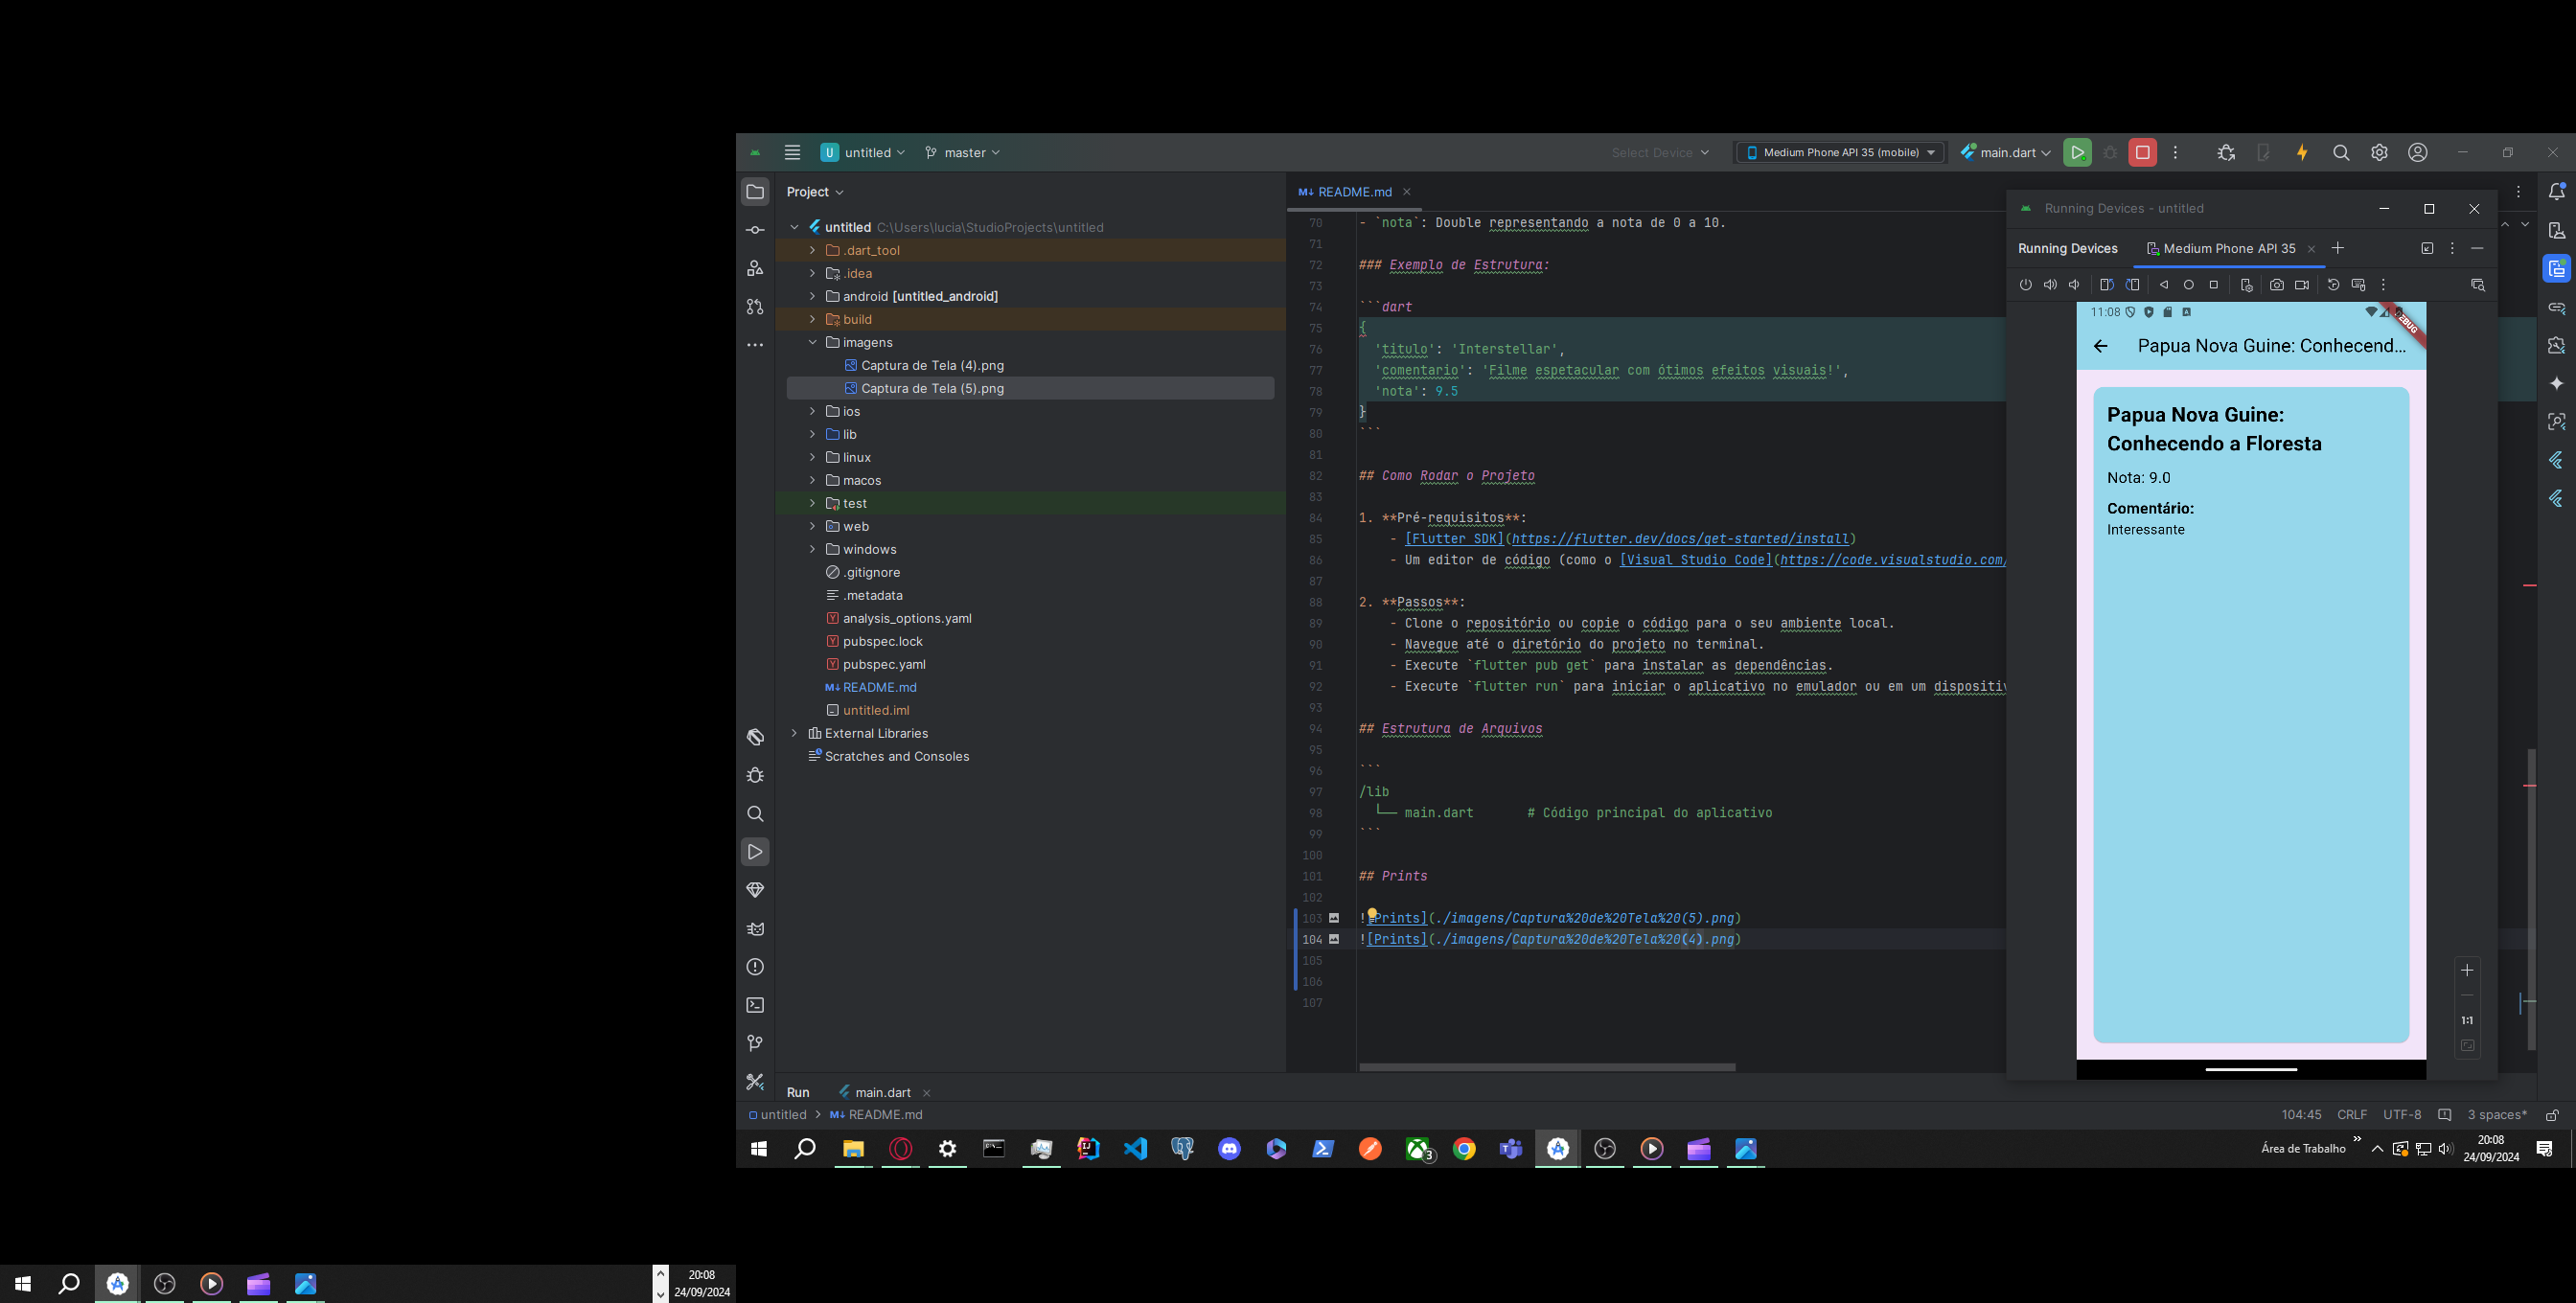 untitled
master
Select Device
Medium Phone API 35 (mobile)
main.dart
Project
untitled C:\Users\lucia\StudioProjects\untitled
.dart_tool
.idea
android [untitled_android]
build
imagens
Captura de Tela (4).png
Captura de Tela (5).png
ios
lib
linux
macos
test
web
windows
.gitignore
.metadata
analysis_options.yaml
pubspec.lock
pubspec.yaml
README.md
untitled.iml
External Libraries
Scratches and Consoles
README.md
70 - `nota`: Double representando a nota de 0 a 10.
71
72 ### Exemplo de Estrutura:
73
74 ```dart
75 {
76 'titulo': 'Interstellar',
77 'comentario': 'Filme espetacular com ótimos efeitos visuais!',
78 'nota': 9.5
79 }
80 ```
81
82 ## Como Rodar o Projeto
83
84 1. **Pré-requisitos**:
85 - [Flutter SDK](https://flutter.dev/docs/get-started/install)
86 - Um editor de código (como o [Visual Studio Code](https://code.visualstudio.com/
87
88 2. **Passos**:
89 - Clone o repositório ou copie o código para o seu ambiente local.
90 - Navegue até o diretório do projeto no terminal.
91 - Execute `flutter pub get` para instalar as dependências.
92 - Execute `flutter run` para iniciar o aplicativo no emulador ou em um dispositiv
93
94 ## Estrutura de Arquivos
95
96 ```
97 /lib
98 └── main.dart # Código principal do aplicativo
99 ```
100
101 ## Prints
102
103 ![Prints](./imagens/Captura%20de%20Tela%20(5).png)
104 ![Prints](./imagens/Captura%20de%20Tela%20(4).png)
105
106
107
Running Devices - untitled
Running Devices
Medium Phone API 35
11:08
Papua Nova Guine: Conhecend...
Papua Nova Guine:
Conhecendo a Floresta
Nota: 9.0
Comentário:
Interessante
1:1
Run
main.dart
untitled > README.md
104:45 CRLF UTF-8 3 spaces*
Área de Trabalho
20:08
24/09/2024
20:08
24/09/2024